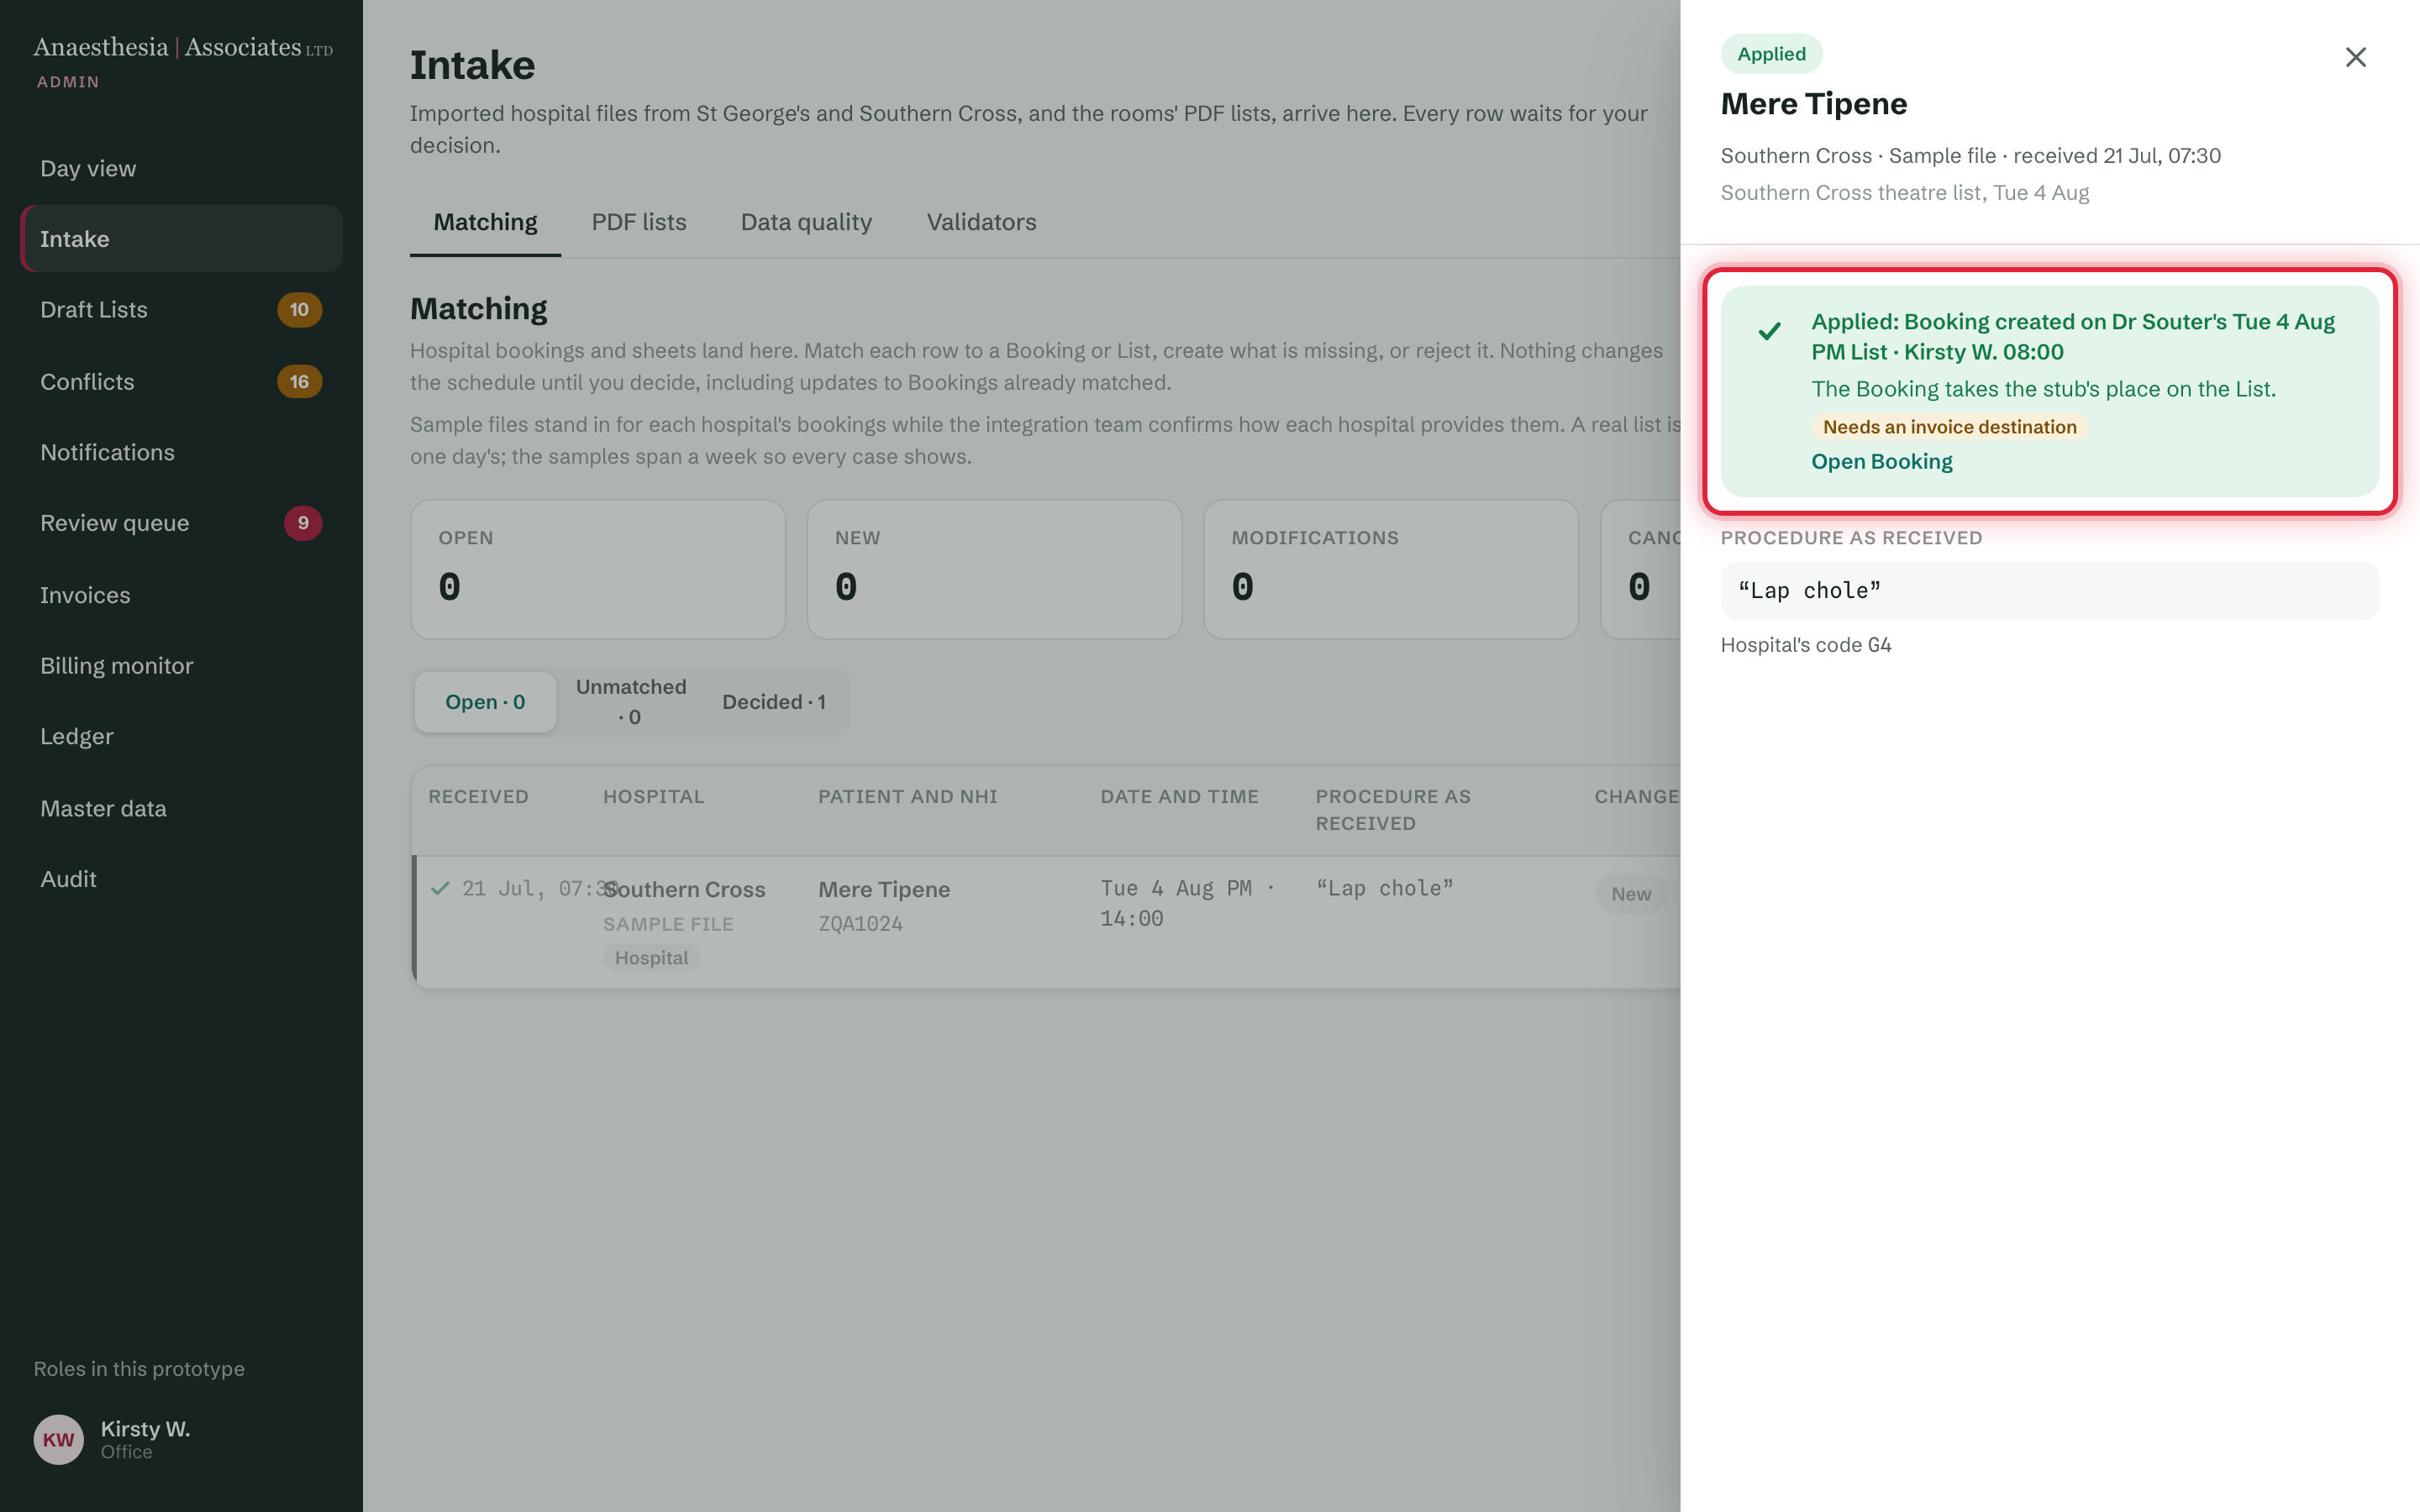 Anaesthesia | Associates LTD
ADMIN
Day view
Intake
Draft Lists 10
Conflicts 16
Notifications
Review queue 9
Invoices
Billing monitor
Ledger
Master data
Audit
Roles in this prototype
KW
Kirsty W.
Office
Intake
Imported hospital files from St George's and Southern Cross, and the rooms' PDF lists, arrive here. Every row waits for your
decision.
Matching PDF lists Data quality Validators
Matching
Hospital bookings and sheets land here. Match each row to a Booking or List, create what is missing, or reject it. Nothing changes
the schedule until you decide, including updates to Bookings already matched.
Sample files stand in for each hospital's bookings while the integration team confirms how each hospital provides them. A real list is
one day's; the samples span a week so every case shows.
OPEN
0
NEW
0
MODIFICATIONS
0
CANC
0
Open · 0
Unmatched
· 0
Decided · 1
RECEIVED HOSPITAL PATIENT AND NHI DATE AND TIME PROCEDURE AS
RECEIVED
CHANGE
21 Jul, 07:30
Southern Cross
SAMPLE FILE
Hospital
Mere Tipene
ZQA1024
Tue 4 Aug PM ·
14:00
“Lap chole”
New
Applied
Mere Tipene
Southern Cross · Sample file · received 21 Jul, 07:30
Southern Cross theatre list, Tue 4 Aug
Applied: Booking created on Dr Souter's Tue 4 Aug
PM List · Kirsty W. 08:00
The Booking takes the stub's place on the List.
Needs an invoice destination
Open Booking
PROCEDURE AS RECEIVED
“Lap chole”
Hospital's code G4